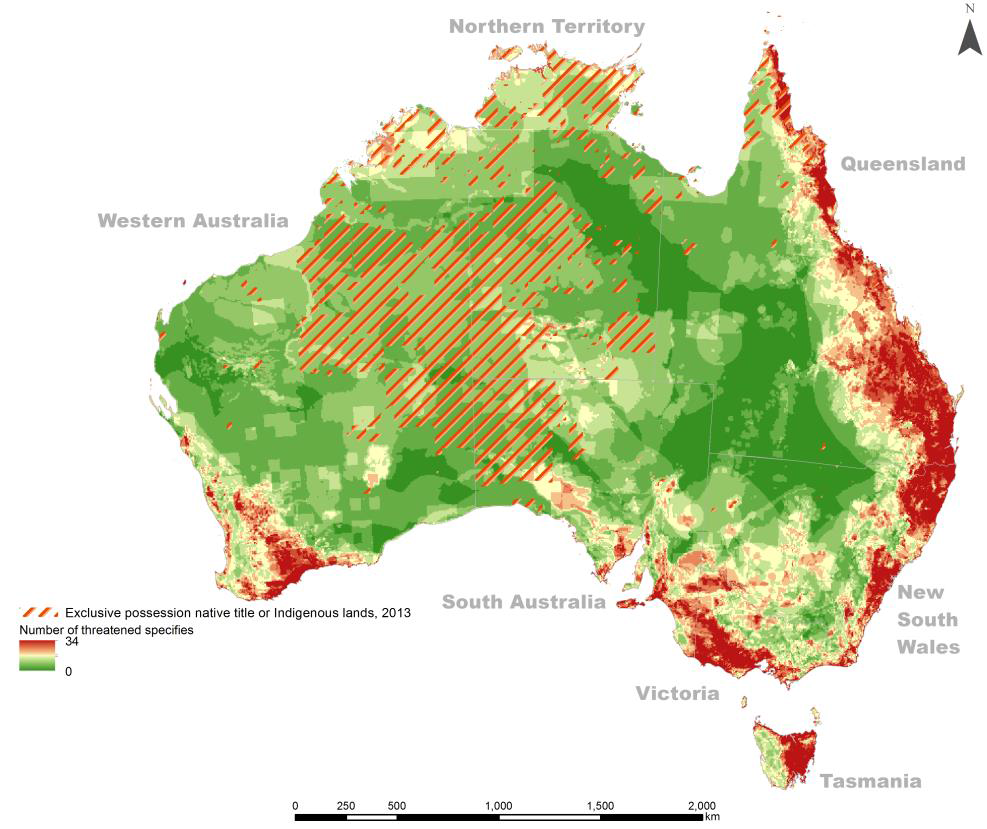 N
Northern Territory
Queensland
Western Australia
Exclusive possession native title or Indigenous lands, 2013
Number of threatened specifies
34
0
South Australia
New
South
Wales
Victoria
Tasmania
0 250 500 1,000 1,500 2,000
km